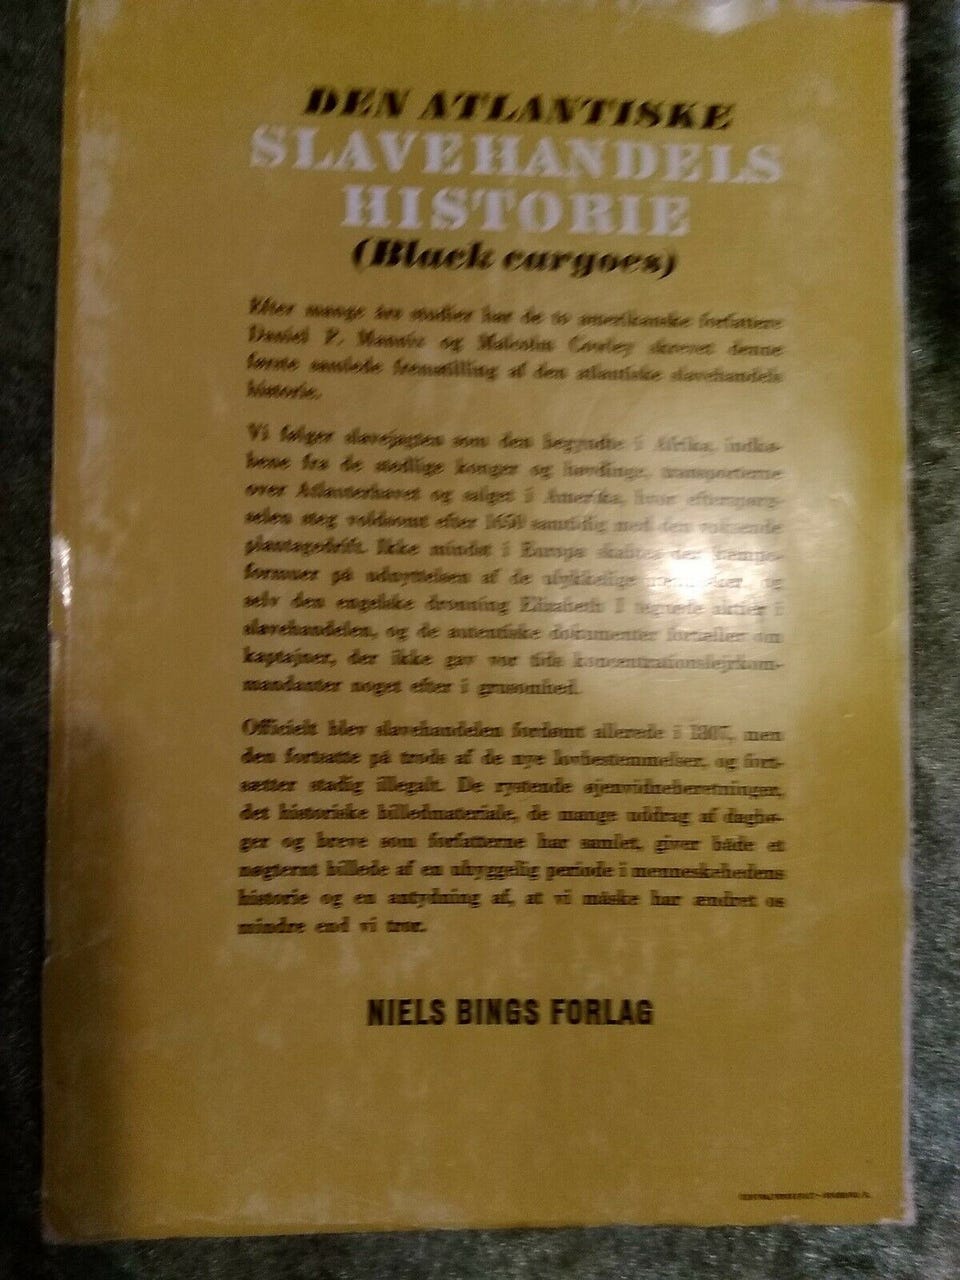 DEN ATLANTISKE
SLAVEHANDELS
HISTORIE
(Black cargoes)
Efter mange års studier har de to amerikanske forfattere
Daniel P. Mannix og Malcolm Cowley skrevet denne
første samlede fremstilling af den atlantiske slavehandels
historie.
Vi følger slavejagten som den begyndte i Afrika, indkø-
bene fra de stedlige konger og høvdinge, transporterne
over Atlanterhavet og salget i Amerika, hvor efterspørg-
selen steg voldsomt efter 1650 samtidig med den voksende
plantagedrift. Ikke mindst i Europa skabtes der kæmpe-
formuer på udnyttelsen af de ulykkelige mennesker, og
selv den engelske dronning Elizabeth I tegnede aktier i
slavehandelen, og de autentiske dokumenter fortæller om
kaptajner, der ikke gav vor tids koncentrationslejrkom-
mandanter noget efter i grusomhed.
Officielt blev slavehandelen fordømt allerede i 1807, men
den fortsatte på trods af de nye lovbestemmelser, og fort-
sætter stadig illegalt. De rystende øjenvidneberetninger,
det historiske billedmateriale, de mange uddrag af dagbø-
ger og breve som forfatterne har samlet, giver både et
nøgternt billede af en uhyggelig periode i menneskehedens
historie og en antydning af, at vi måske har ændret os
mindre end vi tror.
NIELS BINGS FORLAG